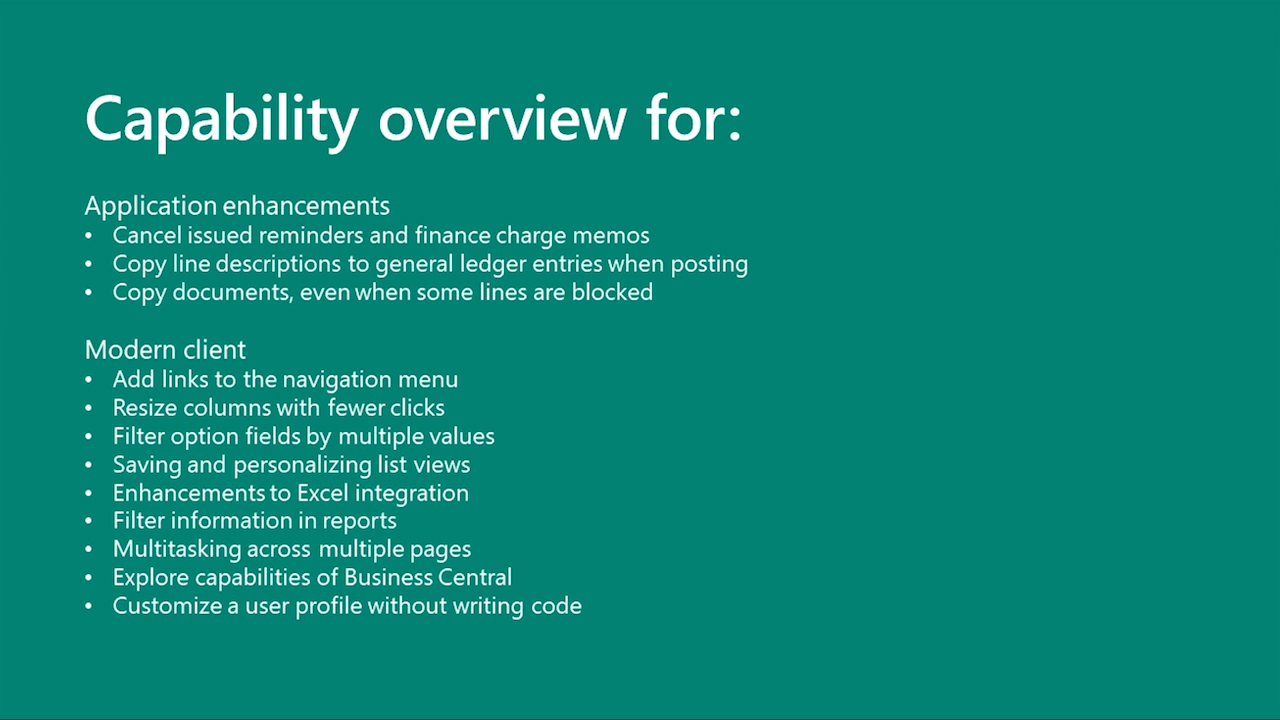 Capability overview for:
Application enhancements
• Cancel issued reminders and finance charge memos
• Copy line descriptions to general ledger entries when posting
• Copy documents, even when some lines are blocked
Modern client
• Add links to the navigation menu
• Resize columns with fewer clicks
• Filter option fields by multiple values
• Saving and personalizing list views
• Enhancements to Excel integration
• Filter information in reports
• Multitasking across multiple pages
• Explore capabilities of Business Central
• Customize a user profile without writing code